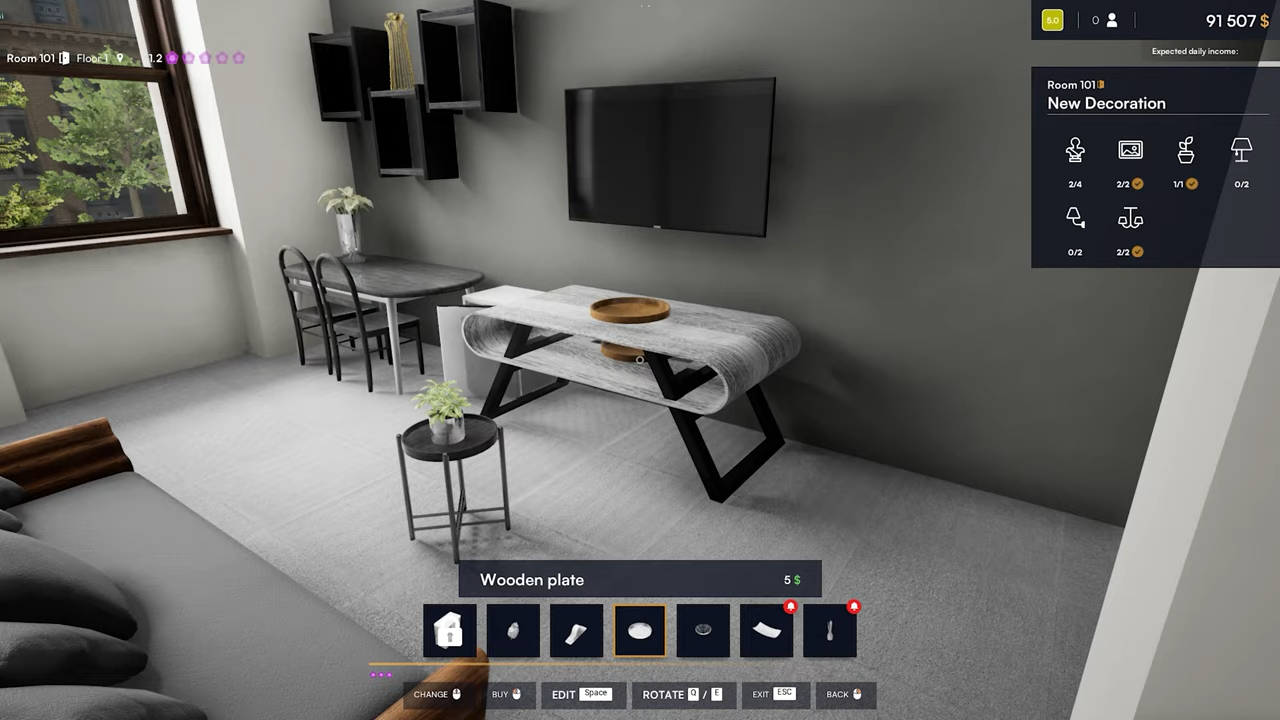 5.0
0
91 507 $
Expected daily income:
Room 101 Floor 1 1.2
Room 101
New Decoration
2/4
2/2
1/1
0/2
0/2
2/2
Wooden plate
5 $
CHANGE
BUY
EDIT Space
ROTATE Q / E
EXIT ESC
BACK